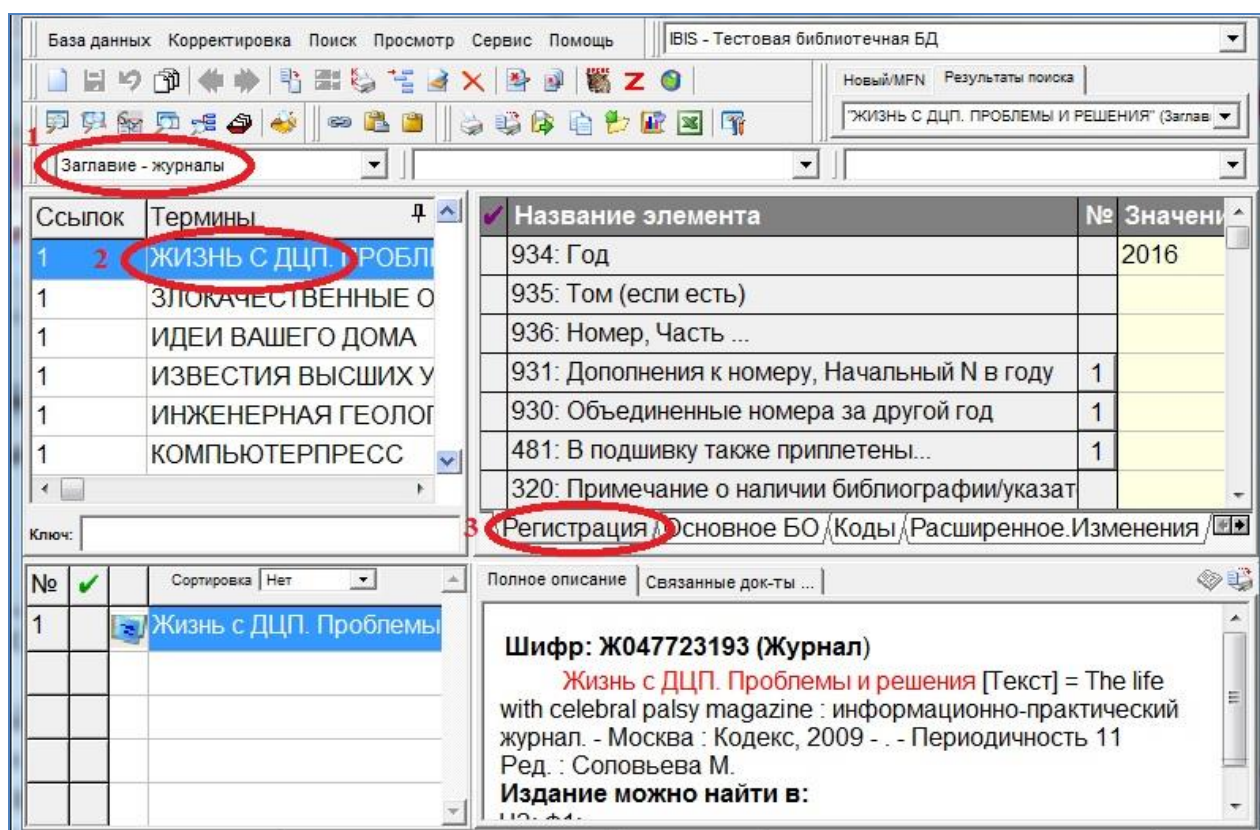 База данных Корректировка Поиск Просмотр Сервис Помощь
IBIS - Тестовая библиотечная БД
Новый/MFN Результаты поиска
"ЖИЗНЬ С ДЦП. ПРОБЛЕМЫ И РЕШЕНИЯ" (Заглав
1
Заглавие - журналы
Ссылок Термины
1 2 ЖИЗНЬ С ДЦП. ПРОБЛ
1 ЗЛОКАЧЕСТВЕННЫЕ О
1 ИДЕИ ВАШЕГО ДОМА
1 ИЗВЕСТИЯ ВЫСШИХ У
1 ИНЖЕНЕРНАЯ ГЕОЛОГ
1 КОМПЬЮТЕРПРЕСС
Ключ:
Название элемента № Значени
934: Год 2016
935: Том (если есть)
936: Номер, Часть ...
931: Дополнения к номеру, Начальный N в году 1
930: Объединенные номера за другой год 1
481: В подшивку также приплетены... 1
320: Примечание о наличии библиографии/указат
3 Регистрация Основное БО Коды Расширенное.Изменения
№ Сортировка Нет
1 Жизнь с ДЦП. Проблемы
Полное описание Связанные док-ты ...
Шифр: Ж047723193 (Журнал)
Жизнь с ДЦП. Проблемы и решения [Текст] = The life
with celebral palsy magazine : информационно-практический
журнал. - Москва : Кодекс, 2009 - . - Периодичность 11
Ред. : Соловьева М.
Издание можно найти в: